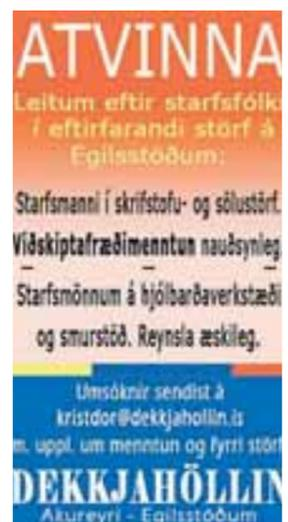 ATVINNA
Leitum eftir starfsfólki
í eftirfarandi störf á
Egilsstöðum:
Starfsmanni í skrifstofu- og sölustörf.
Viðskiptafræðimenntun nauðsynleg
Starfsmönnum á hjólbarðaverkstæði
og smurstöð. Reynsla æskileg.
Umsóknir sendist á
kristdor@dekkjahollin.is
m. uppl. um menntun og fyrri störf
DEKKJAHÖLLIN
Akureyri - Egilsstöðum